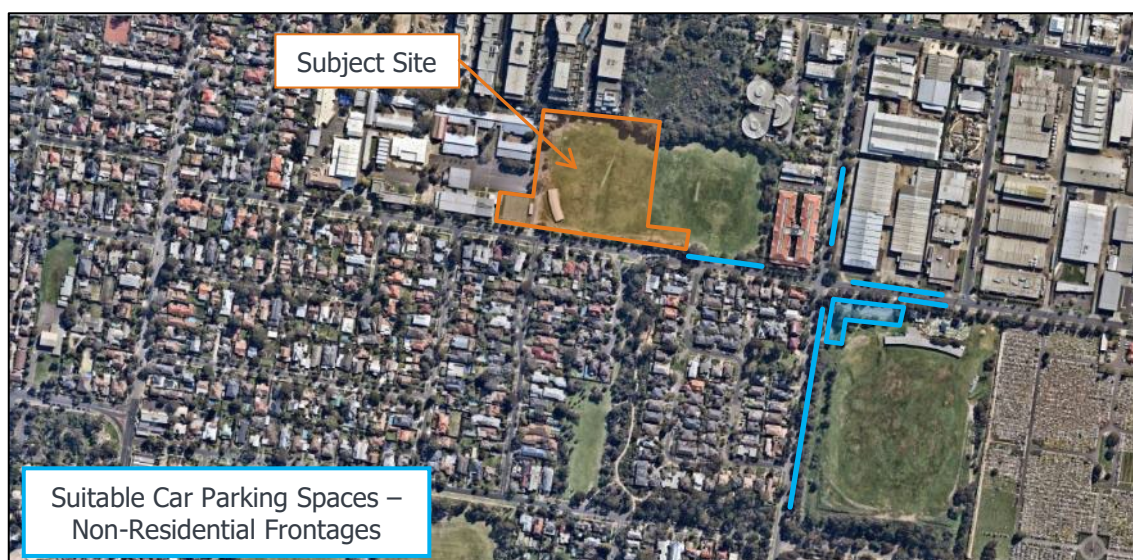 Subject Site
Suitable Car Parking Spaces –
Non-Residential Frontages